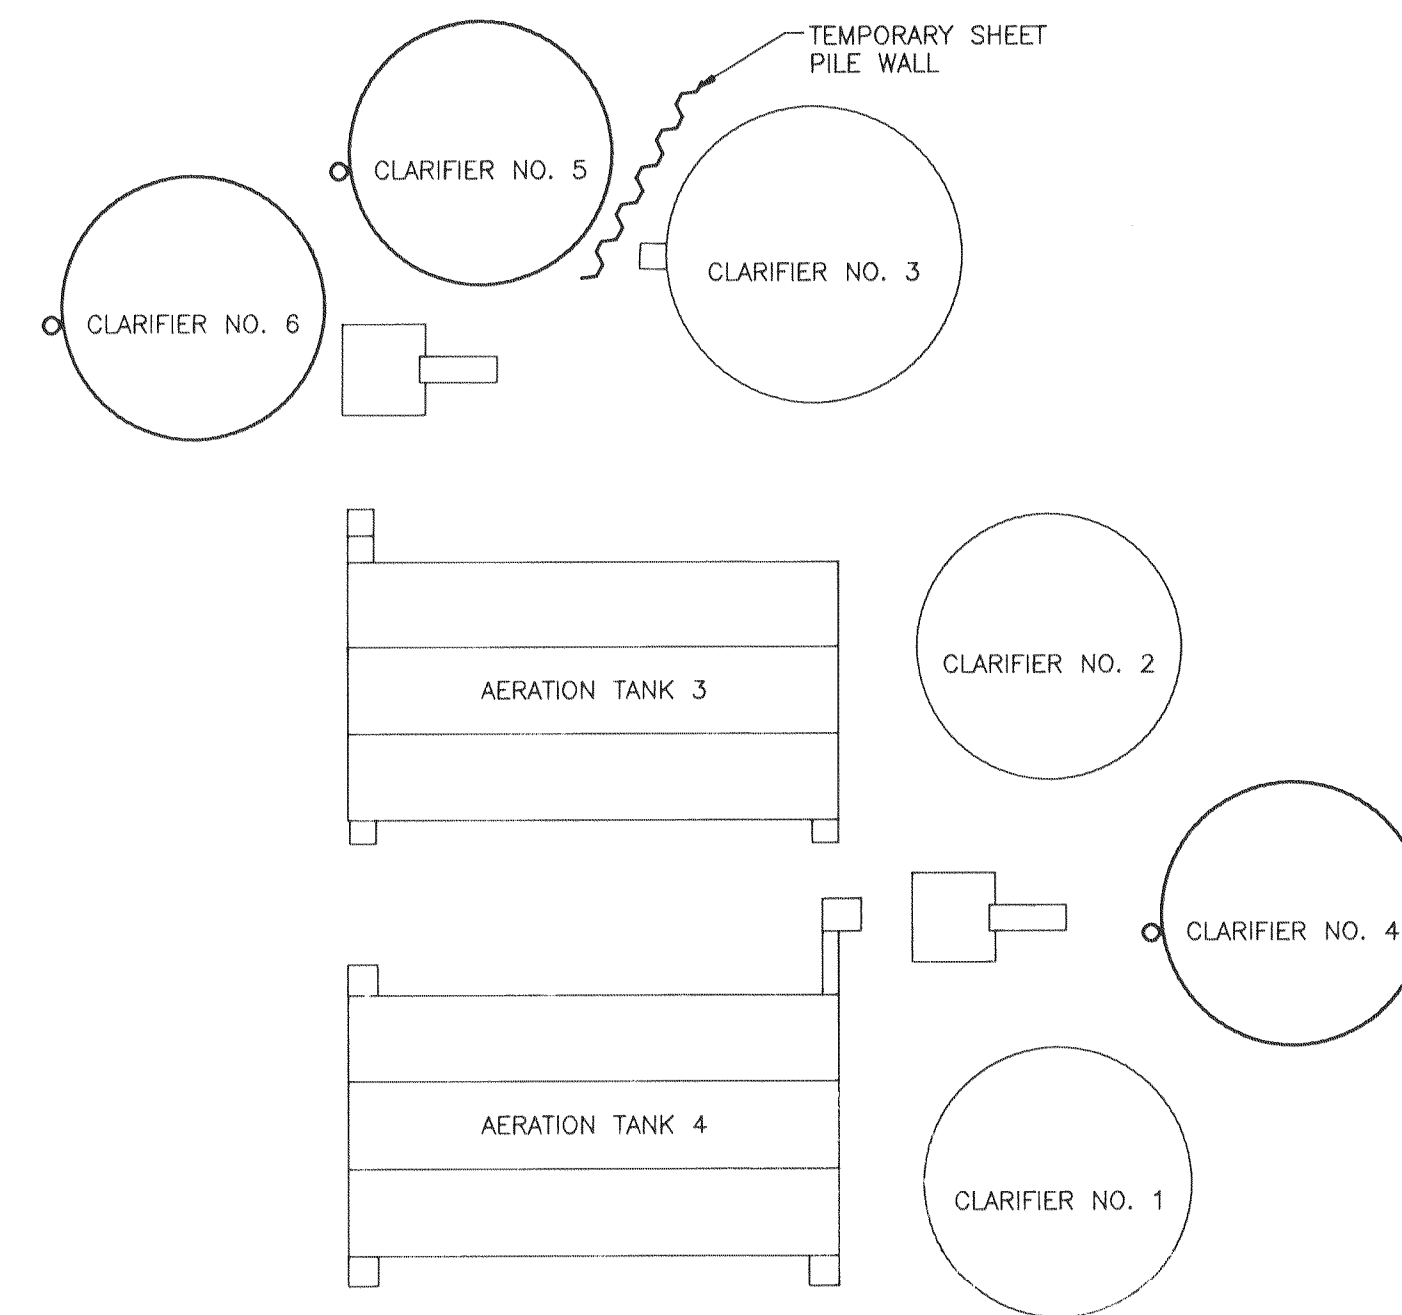 TEMPORARY SHEET
PILE WALL
CLARIFIER NO. 5
CLARIFIER NO. 3
CLARIFIER NO. 6
CLARIFIER NO. 2
AERATION TANK 3
CLARIFIER NO. 4
AERATION TANK 4
CLARIFIER NO. 1